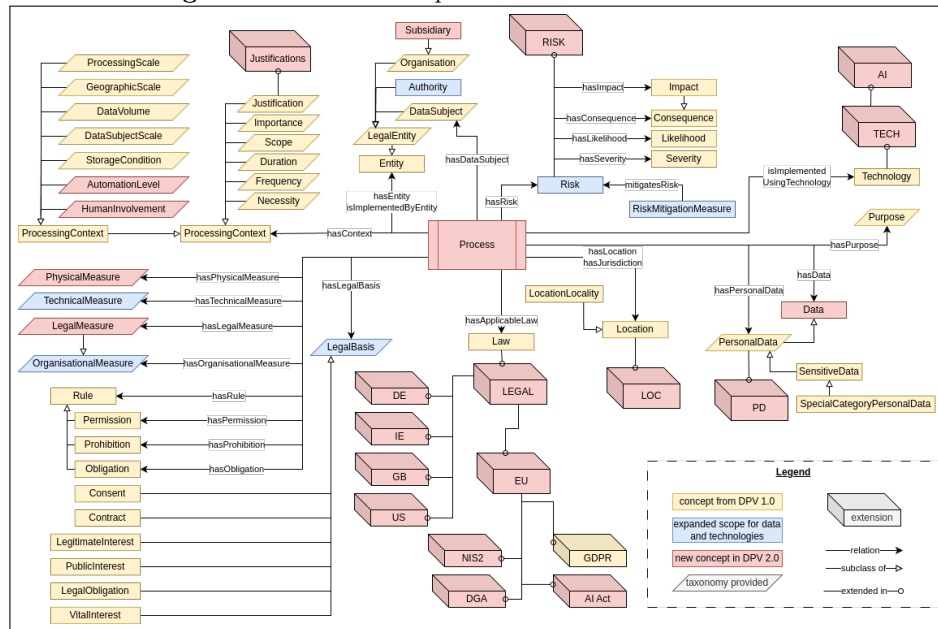 Subsidiary
RISK
ProcessingScale
Justifications
Organisation
AI
GeographicScale
Authority
hasImpact
Impact
DataVolume
Justification
DataSubject
Importance
hasConsequence
Consequence
TECH
DataSubjectScale
Scope
LegalEntity
hasLikelihood
Likelihood
StorageCondition
Duration
Entity
hasDataSubject
hasSeverity
Severity
AutomationLevel
Frequency
Risk
mitigatesRisk
isImplemented
UsingTechnology
Technology
HumanInvolvement
Necessity
hasEntity
isImplementedByEntity
hasRisk
RiskMitigationMeasure
Purpose
ProcessingContext
ProcessingContext
hasContext
Process
hasPurpose
hasLocation
hasJurisdiction
PhysicalMeasure
hasPhysicalMeasure
hasLegalBasis
hasData
TechnicalMeasure
hasTechnicalMeasure
LocationLocality
hasPersonalData
LegalMeasure
hasLegalMeasure
hasApplicableLaw
Data
Law
Location
PersonalData
OrganisationalMeasure
hasOrganisationalMeasure
LegalBasis
SensitiveData
Rule
hasRule
DE
LEGAL
LOC
PD
SpecialCategoryPersonalData
Permission
hasPermission
IE
Prohibition
hasProhibition
Obligation
hasObligation
GB
EU
Legend
Consent
concept from DPV 1.0
extension
Contract
US
expanded scope for data
and technologies
LegitimateInterest
relation
PublicInterest
NIS2
GDPR
new concept in DPV 2.0
subclass of
LegalObligation
taxonomy provided
extended in
DGA
AI Act
VitalInterest